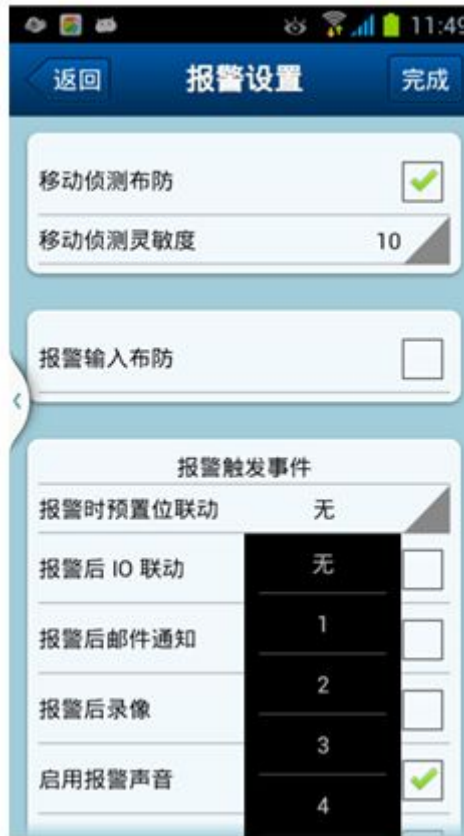 11:49
返回 报警设置 完成
移动侦测布防
移动侦测灵敏度 10
报警输入布防
报警触发事件
报警时预置位联动 无
报警后 IO 联动 无
报警后邮件通知 1
2
报警后录像
3
启用报警声音
4